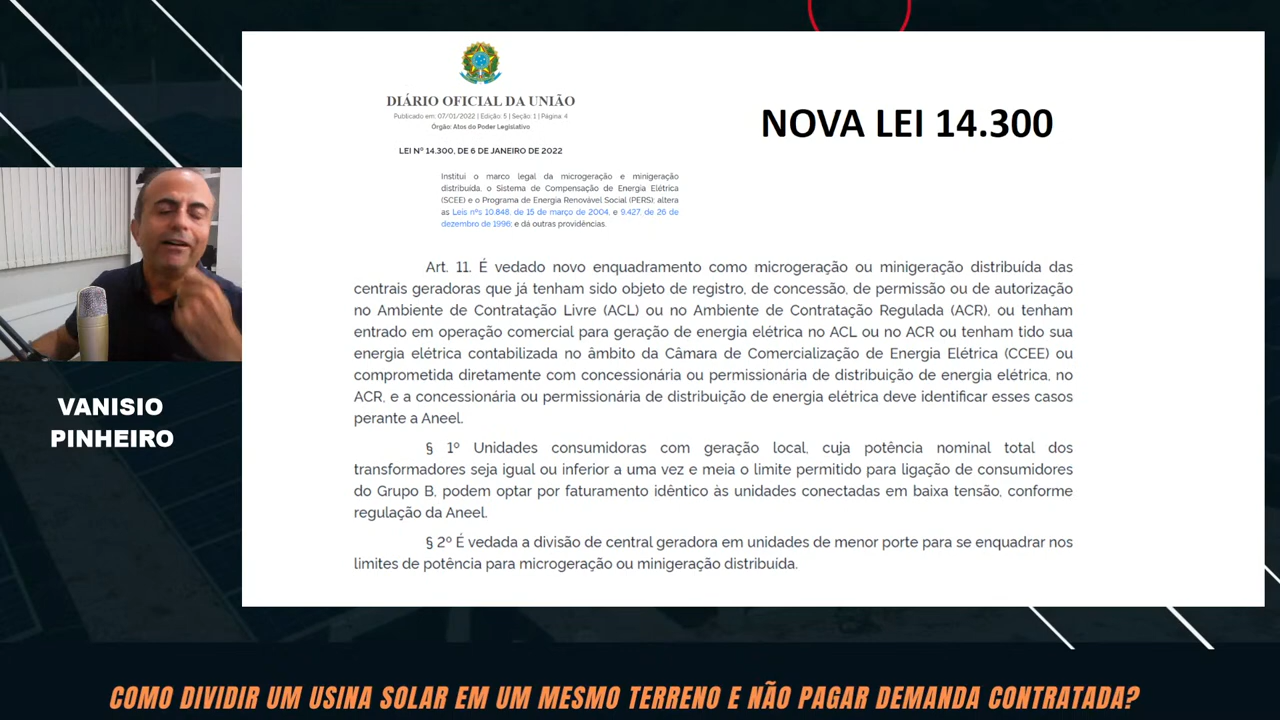 DIÁRIO OFICIAL DA UNIÃO
Publicado em: 07/01/2022 | Edição: 5 | Seção: 1 | Página: 4
Órgão: Atos do Poder Legislativo
LEI Nº 14.300, DE 6 DE JANEIRO DE 2022
NOVA LEI 14.300
Institui o marco legal da microgeração e minigeração
distribuída, o Sistema de Compensação de Energia Elétrica
(SCEE) e o Programa de Energia Renovável Social (PERS); altera
as Leis nºs 10.848, de 15 de março de 2004, e 9.427, de 26 de
dezembro de 1996; e dá outras providências.
Art. 11. É vedado novo enquadramento como microgeração ou minigeração distribuída das
centrais geradoras que já tenham sido objeto de registro, de concessão, de permissão ou de autorização
no Ambiente de Contratação Livre (ACL) ou no Ambiente de Contratação Regulada (ACR), ou tenham
entrado em operação comercial para geração de energia elétrica no ACL ou no ACR ou tenham tido sua
energia elétrica contabilizada no âmbito da Câmara de Comercialização de Energia Elétrica (CCEE) ou
comprometida diretamente com concessionária ou permissionária de distribuição de energia elétrica, no
ACR, e a concessionária ou permissionária de distribuição de energia elétrica deve identificar esses casos
perante a Aneel.
§ 1º Unidades consumidoras com geração local, cuja potência nominal total dos
transformadores seja igual ou inferior a uma vez e meia o limite permitido para ligação de consumidores
do Grupo B, podem optar por faturamento idêntico às unidades conectadas em baixa tensão, conforme
regulação da Aneel.
§ 2º É vedada a divisão de central geradora em unidades de menor porte para se enquadrar nos
limites de potência para microgeração ou minigeração distribuída.
VANISIO
PINHEIRO
COMO DIVIDIR UM USINA SOLAR EM UM MESMO TERRENO E NÃO PAGAR DEMANDA CONTRATADA?